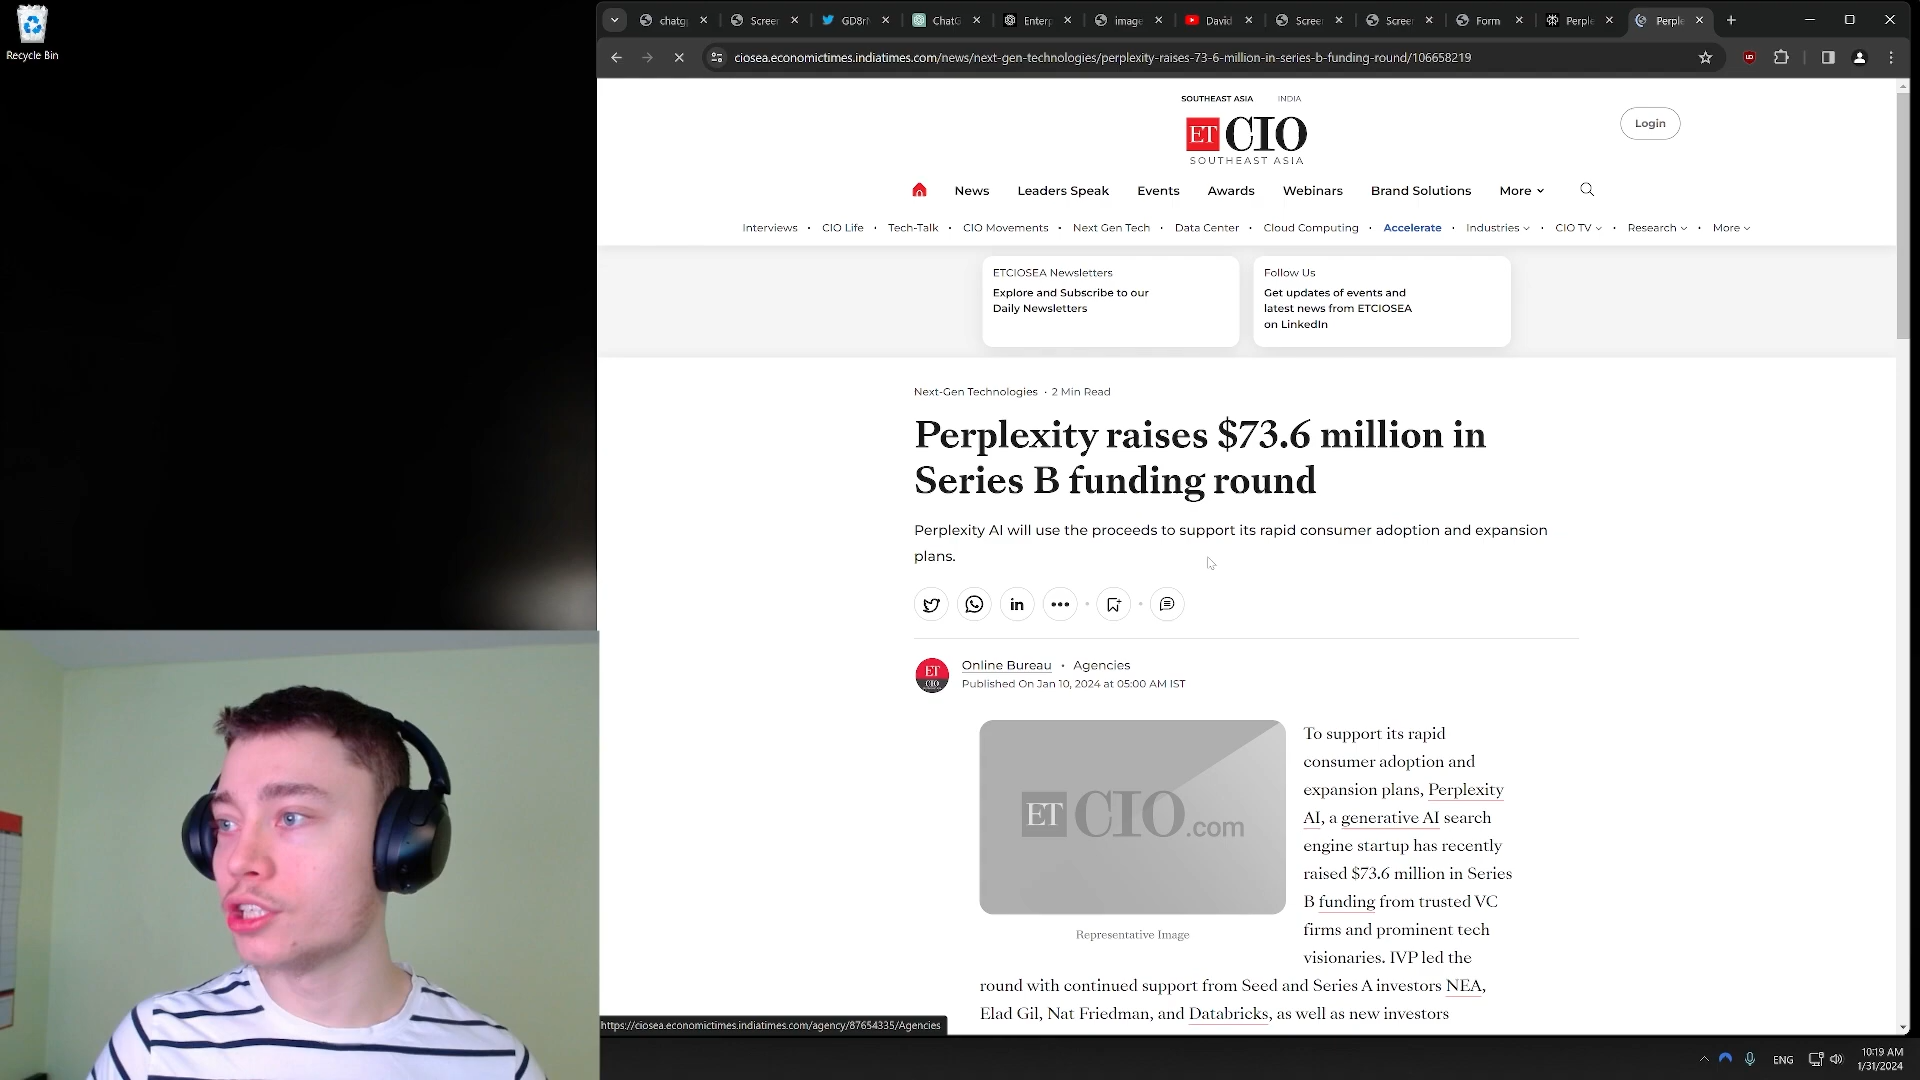 Recycle Bin
chatg
Screer
GD8rl
ChatG
Enterp
image
David
Screer
Screer
Form
Perple
Perple
ciosea.economictimes.indiatimes.com/news/next-gen-technologies/perplexity-raises-73-6-million-in-series-b-funding-round/106658219
SOUTHEAST ASIA INDIA
ET CIO
SOUTHEAST ASIA
Login
News Leaders Speak Events Awards Webinars Brand Solutions More
Interviews • CIO Life • Tech-Talk • CIO Movements • Next Gen Tech • Data Center • Cloud Computing • Accelerate • Industries • CIO TV • Research • More
ETCIOSEA Newsletters
Explore and Subscribe to our
Daily Newsletters
Follow Us
Get updates of events and
latest news from ETCIOSEA
on LinkedIn
Next-Gen Technologies • 2 Min Read
Perplexity raises $73.6 million in
Series B funding round
Perplexity AI will use the proceeds to support its rapid consumer adoption and expansion
plans.
ET
CIO
Online Bureau • Agencies
Published On Jan 10, 2024 at 05:00 AM IST
ET CIO.com
Representative Image
To support its rapid
consumer adoption and
expansion plans, Perplexity
AI, a generative AI search
engine startup has recently
raised $73.6 million in Series
B funding from trusted VC
firms and prominent tech
visionaries. IVP led the
round with continued support from Seed and Series A investors NEA,
Elad Gil, Nat Friedman, and Databricks, as well as new investors
https://ciosea.economictimes.indiatimes.com/agency/87654335/Agencies
ENG
10:19 AM
1/31/2024